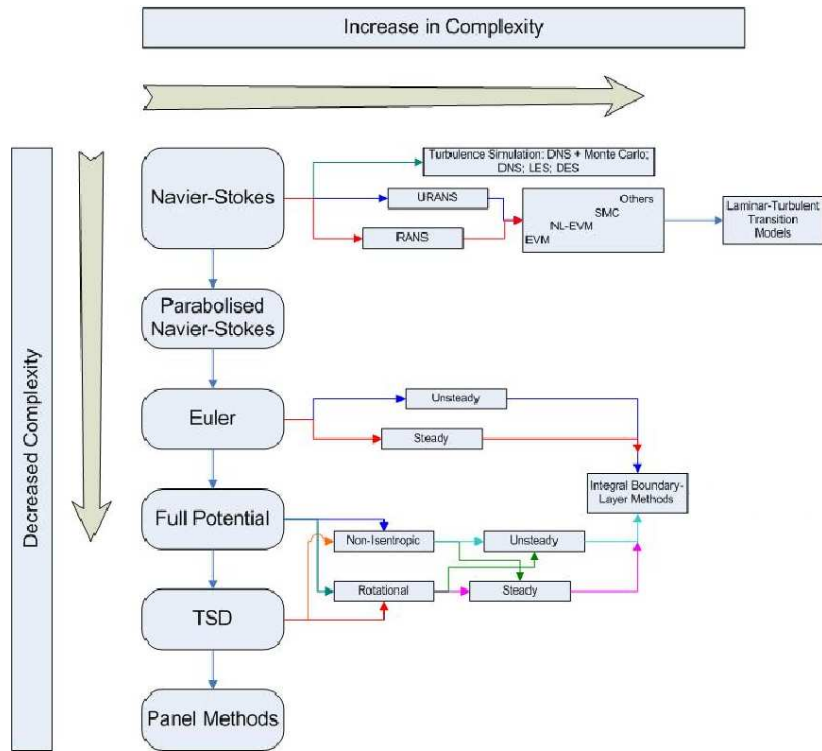 Increase in Complexity
Decreased Complexity
Navier-Stokes
Turbulence Simulation: DNS + Monte Carlo;
DNS; LES; DES
URANS
RANS
Others
SMC
NL-EVM
EVM
Laminar-Turbulent
Transition
Models
Parabolised
Navier-Stokes
Euler
Unsteady
Steady
Integral Boundary-
Layer Methods
Full Potential
Non-Isentropic
Unsteady
Rotational
Steady
TSD
Panel Methods